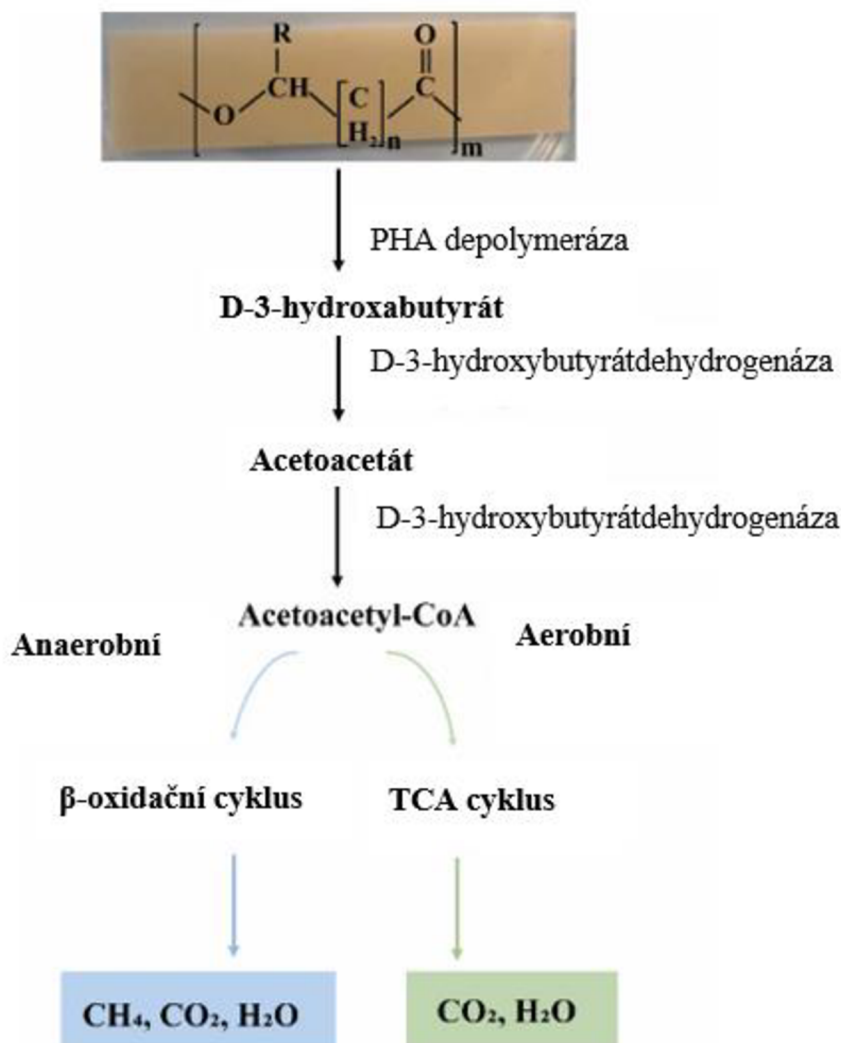 R
O
O
CH
[C
H₂]n
C
m
PHA depolymeráza
D-3-hydroxabutyrát
D-3-hydroxybutyrátdehydrogenáza
Acetoacetát
D-3-hydroxybutyrátdehydrogenáza
Acetoacetyl-CoA
Anaerobní
Aerobní
β-oxidační cyklus
TCA cyklus
CH₄, CO₂, H₂O
CO₂, H₂O